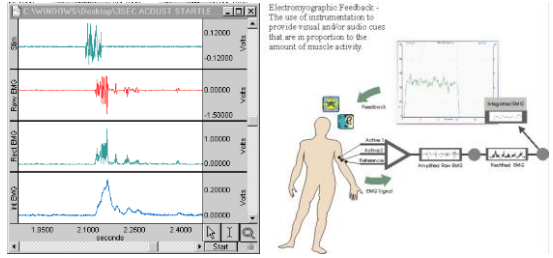 C:\WINDOWS\Desktop\3SEC ACOUST STARTLE
Stim
0.12000
-0.12000
Volts
Raw EMG
0.00000
-1.50000
Volts
Rect EMG
1.00000
0.00000
Volts
Int EMG
0.20000
0.00000
Volts
1.9500 2.1000 2.2500 2.4000
seconds
Start
Electromyographic Feedback -
The use of instrumentation to
provide visual and/or audio cues
that are in proportion to the
amount of muscle activity.
Feedback
Integrated EMG
Active 1
Active 2
Reference
Amplified Raw EMG
Rectified EMG
EMG Signal